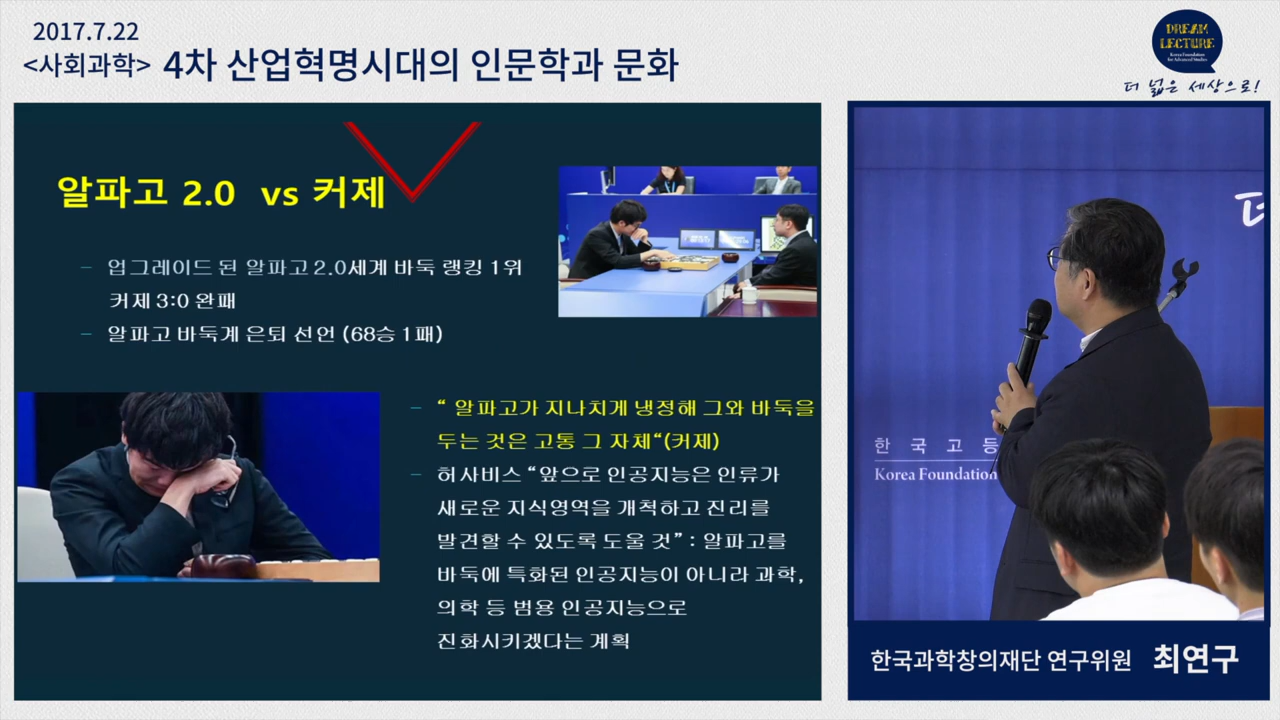 2017.7.22
<사회과학> 4차 산업혁명시대의 인문학과 문화
DREAM
LECTURE
Korea Foundation
for Advanced Studies
더 넓은 세상으로!
알파고 2.0 vs 커제
– 업그레이드 된 알파고 2.0세계 바둑 랭킹 1위
커제 3:0 완패
– 알파고 바둑계 은퇴 선언 (68승 1패)
– “ 알파고가 지나치게 냉정해 그와 바둑을
두는 것은 고통 그 자체“(커제)
– 허사비스 “앞으로 인공지능은 인류가
새로운 지식영역을 개척하고 진리를
발견할 수 있도록 도울 것” : 알파고를
바둑에 특화된 인공지능이 아니라 과학,
의학 등 범용 인공지능으로
진화시키겠다는 계획
더
한 국 고 등
Korea Foundation
한국과학창의재단 연구위원 최연구